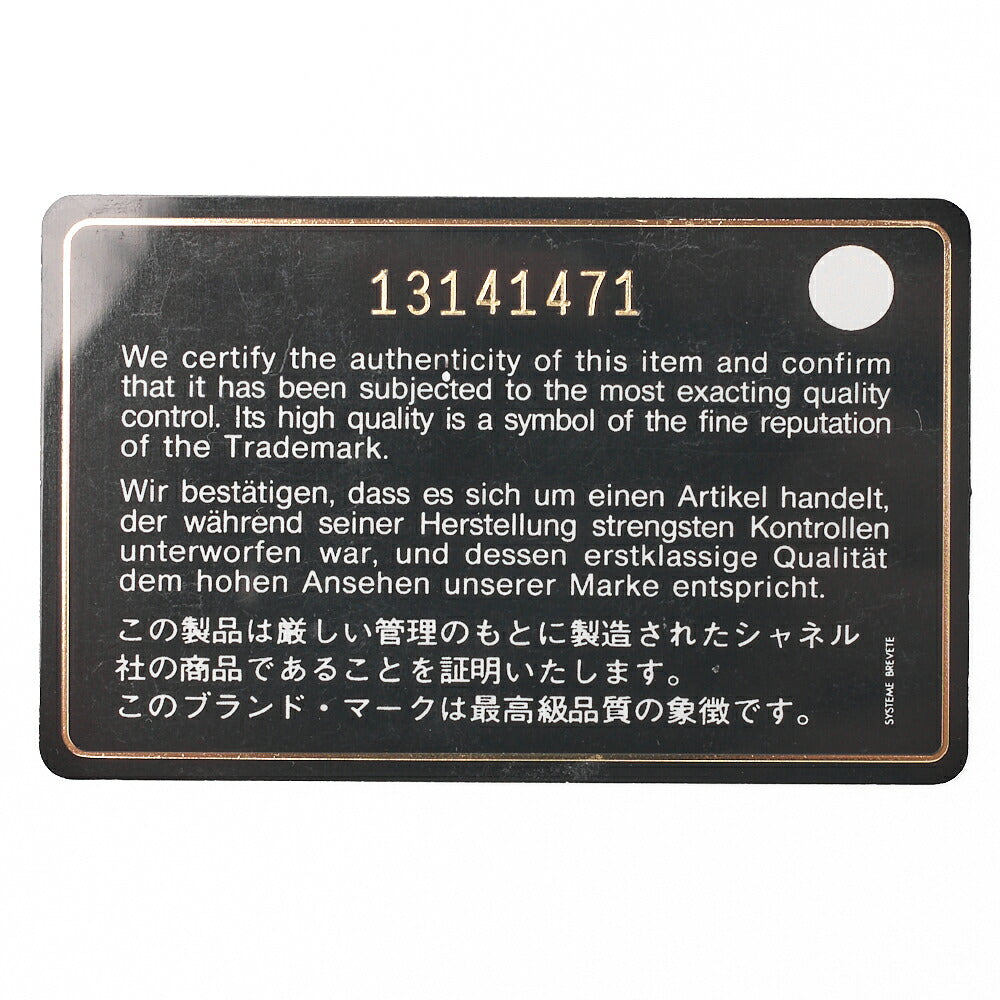 13141471
We certify the authenticity of this item and confirm
that it has been subjected to the most exacting quality
control. Its high quality is a symbol of the fine reputation
of the Trademark.
Wir bestätigen, dass es sich um einen Artikel handelt,
der während seiner Herstellung strengsten Kontrollen
unterworfen war, und dessen erstklassige Qualität
dem hohen Ansehen unserer Marke entspricht.
この製品は厳しい管理のもとに製造されたシャネル
社の商品であることを証明いたします。
このブランド・マークは最高級品質の象徴です。
SYSTEME BREVETE